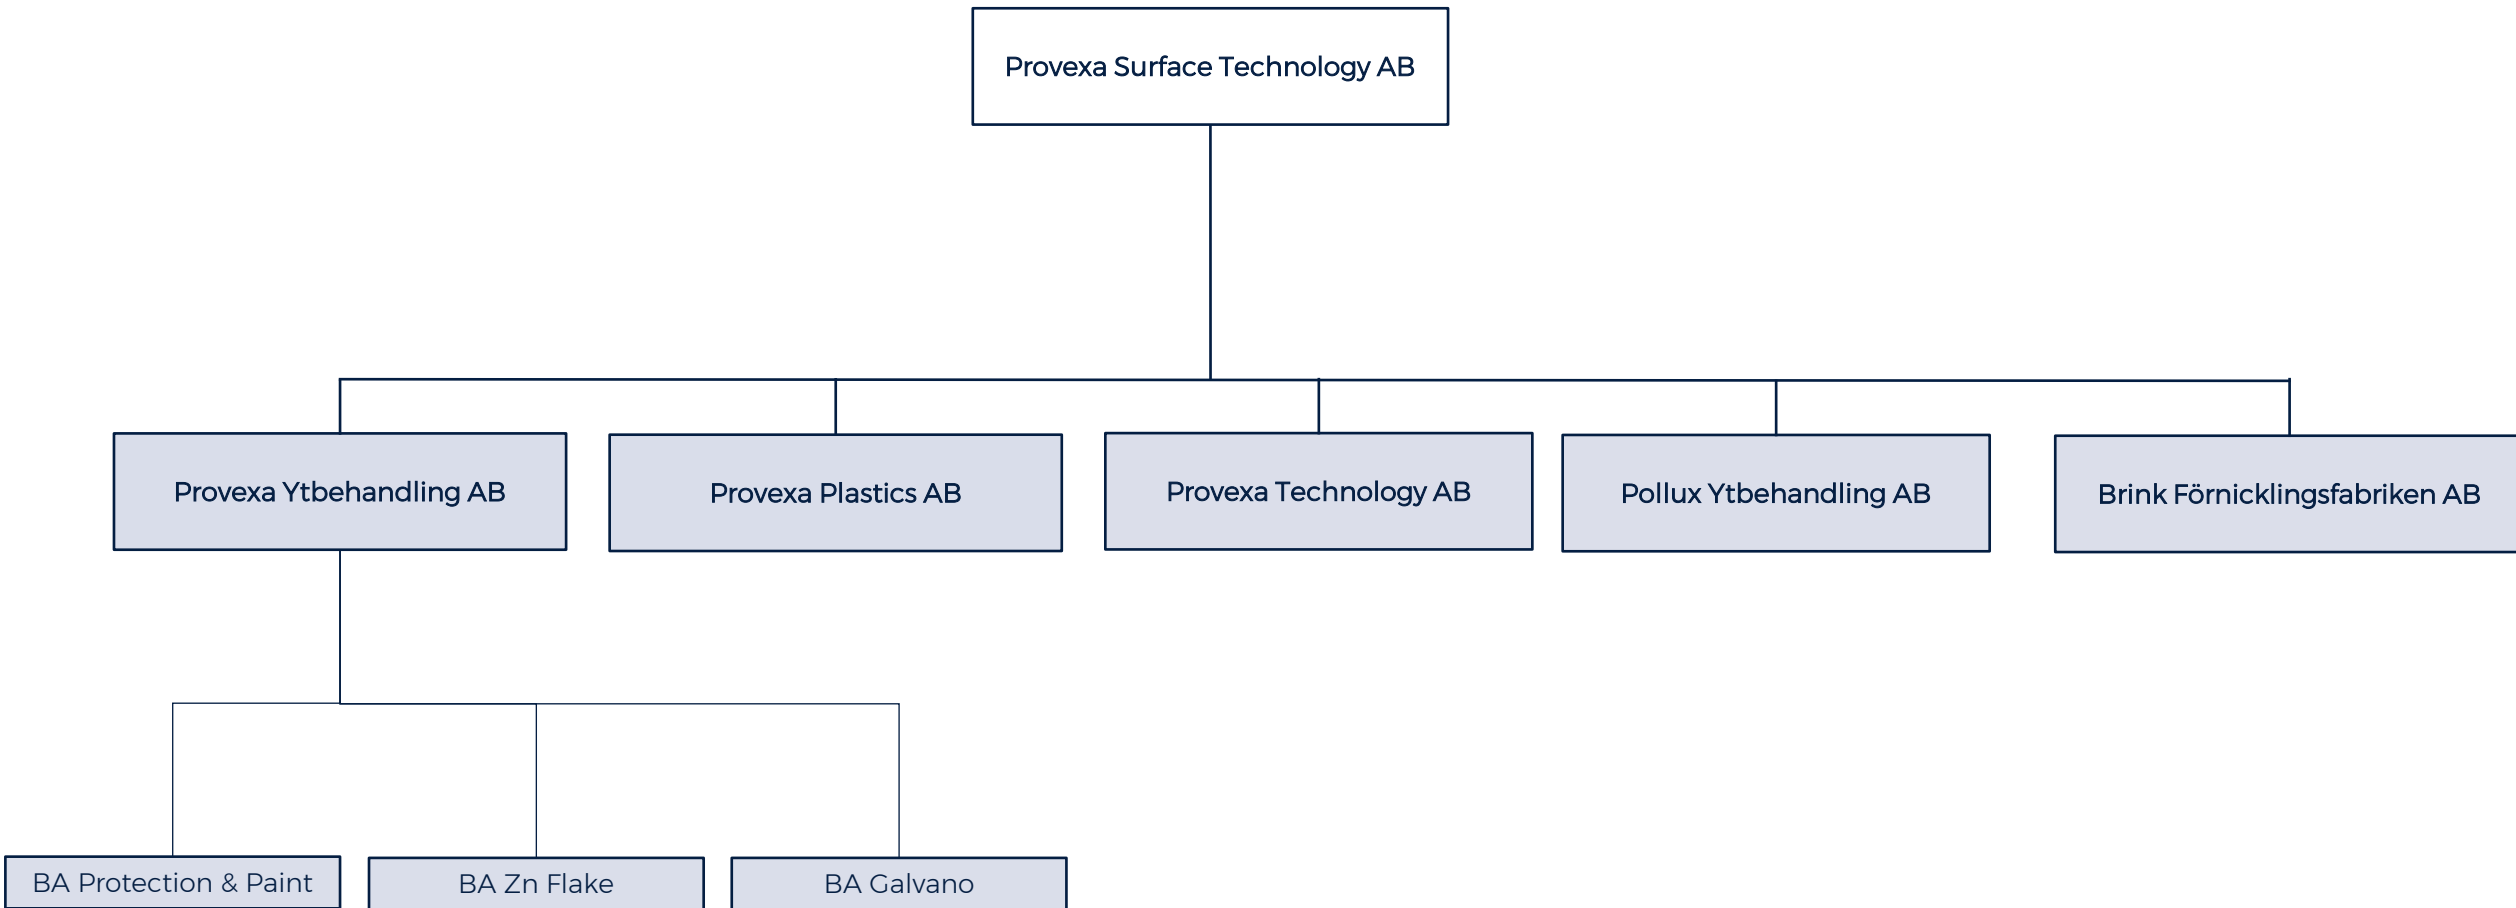 Provexa Surface Technology AB
Provexa Ytbehandling AB
Provexa Plastics AB
Provexa Technology AB
Pollux Ytbehandling AB
Brink Förnicklingsfabriken AB
BA Protection & Paint
BA Zn Flake
BA Galvano